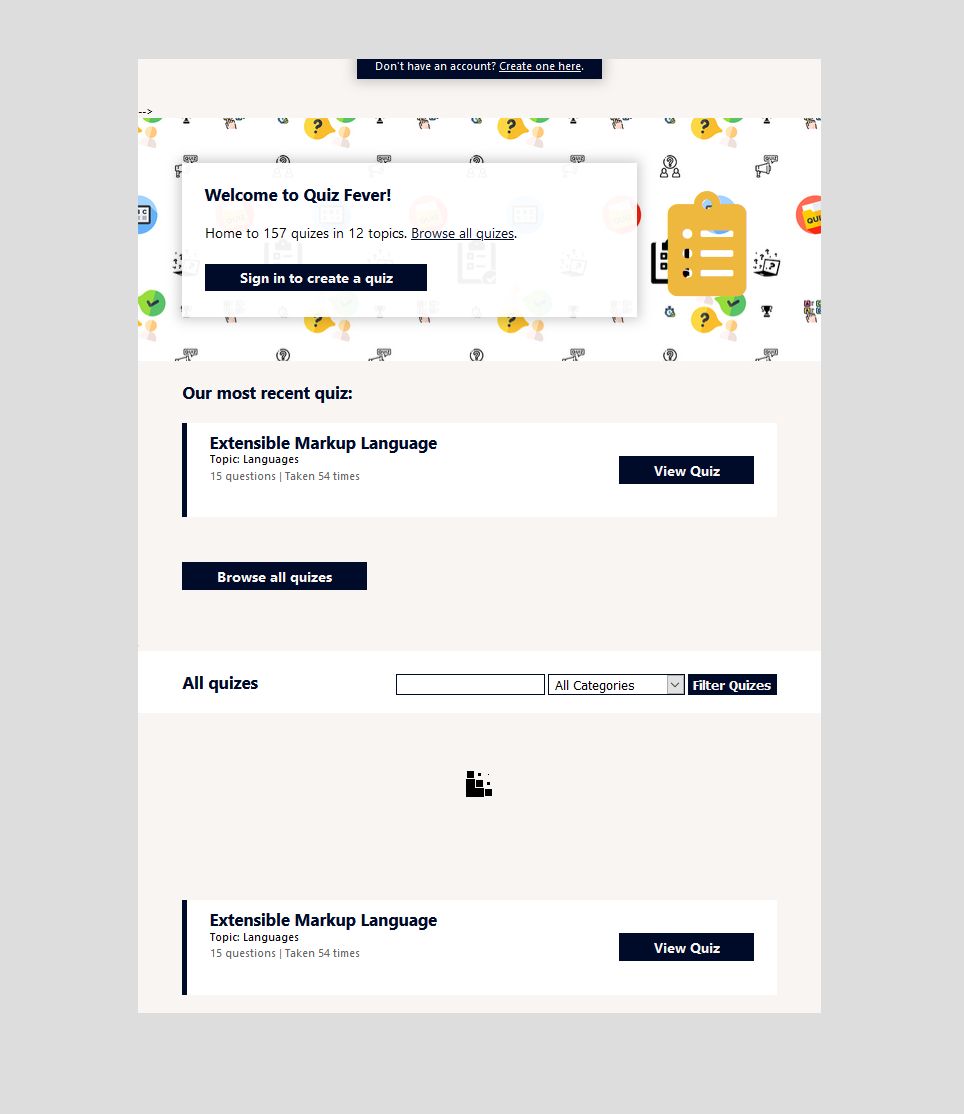 Don't have an account? Create one here.
-->
Welcome to Quiz Fever!
Home to 157 quizes in 12 topics. Browse all quizes.
Sign in to create a quiz
Our most recent quiz:
Extensible Markup Language
Topic: Languages
15 questions | Taken 54 times
View Quiz
Browse all quizes
All quizes
All Categories
Filter Quizes
Extensible Markup Language
Topic: Languages
15 questions | Taken 54 times
View Quiz